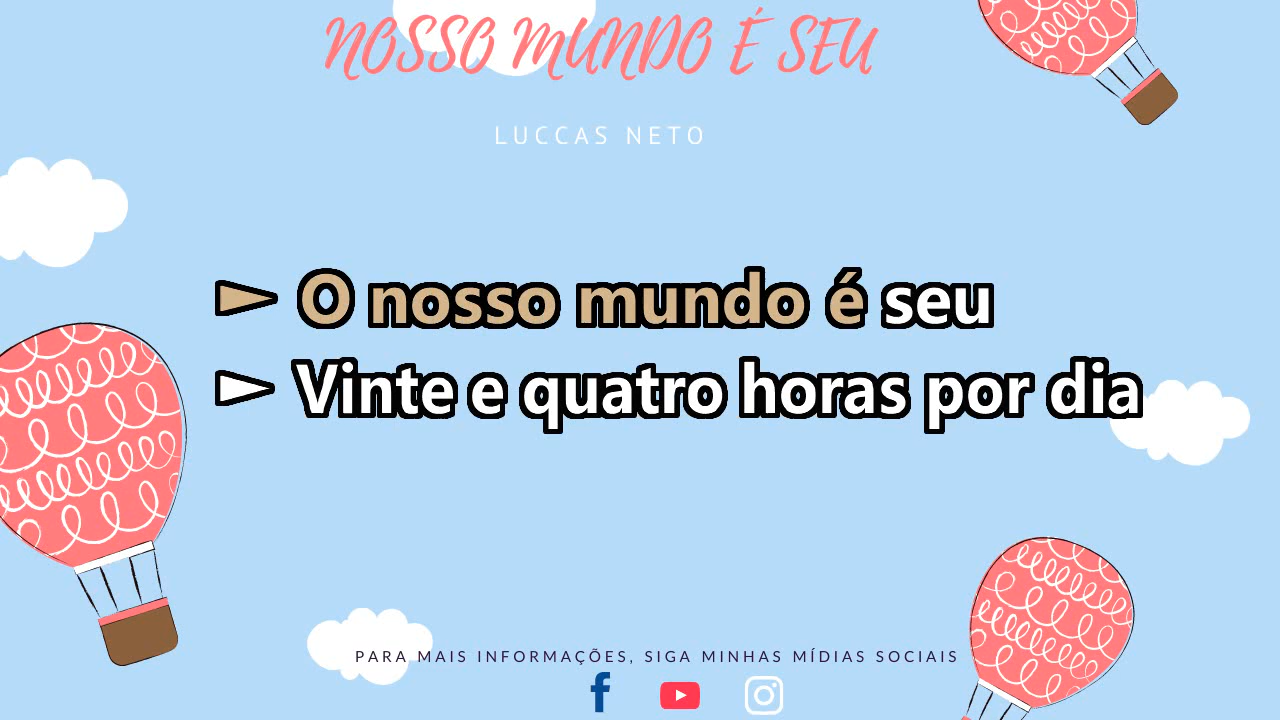 NOSSO MUNDO É SEU
LUCCAS NETO
O nosso mundo é seu
Vinte e quatro horas por dia
PARA MAIS INFORMAÇÕES, SIGA MINHAS MÍDIAS SOCIAIS